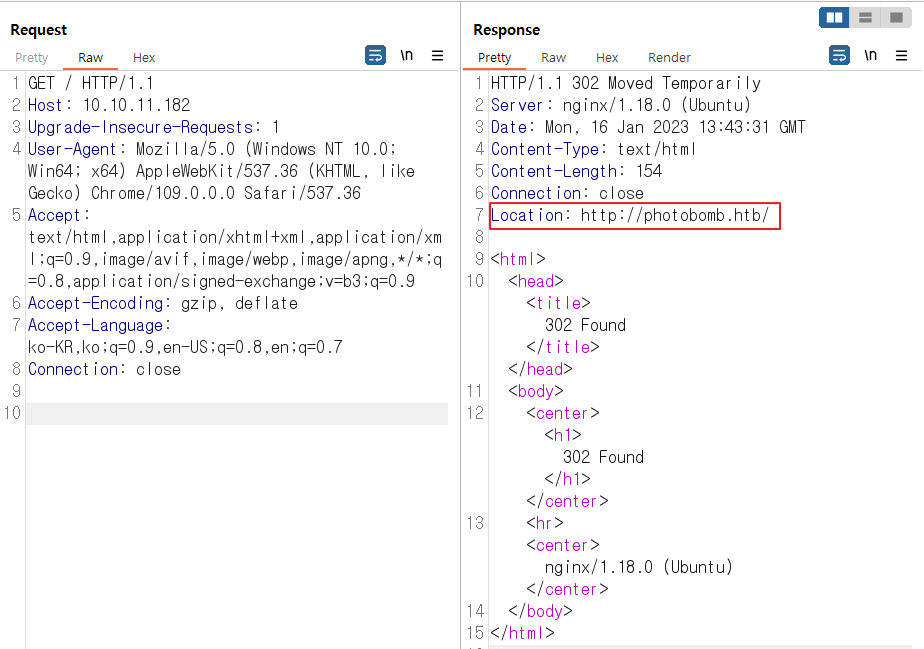 Request
Pretty Raw Hex \n
1 GET / HTTP/1.1
2 Host: 10.10.11.182
3 Upgrade-Insecure-Requests: 1
4 User-Agent: Mozilla/5.0 (Windows NT 10.0;
Win64; x64) AppleWebKit/537.36 (KHTML, like
Gecko) Chrome/109.0.0.0 Safari/537.36
5 Accept:
text/html,application/xhtml+xml,application/xm
l;q=0.9,image/avif,image/webp,image/apng,*/*;q
=0.8,application/signed-exchange;v=b3;q=0.9
6 Accept-Encoding: gzip, deflate
7 Accept-Language:
ko-KR,ko;q=0.9,en-US;q=0.8,en;q=0.7
8 Connection: close
9
10
Response
Pretty Raw Hex Render \n
1 HTTP/1.1 302 Moved Temporarily
2 Server: nginx/1.18.0 (Ubuntu)
3 Date: Mon, 16 Jan 2023 13:43:31 GMT
4 Content-Type: text/html
5 Content-Length: 154
6 Connection: close
7 Location: http://photobomb.htb/
8
9 <html>
10 <head>
<title>
302 Found
</title>
</head>
11 <body>
12 <center>
<h1>
302 Found
</h1>
</center>
13 <hr>
<center>
nginx/1.18.0 (Ubuntu)
</center>
14 </body>
15 </html>